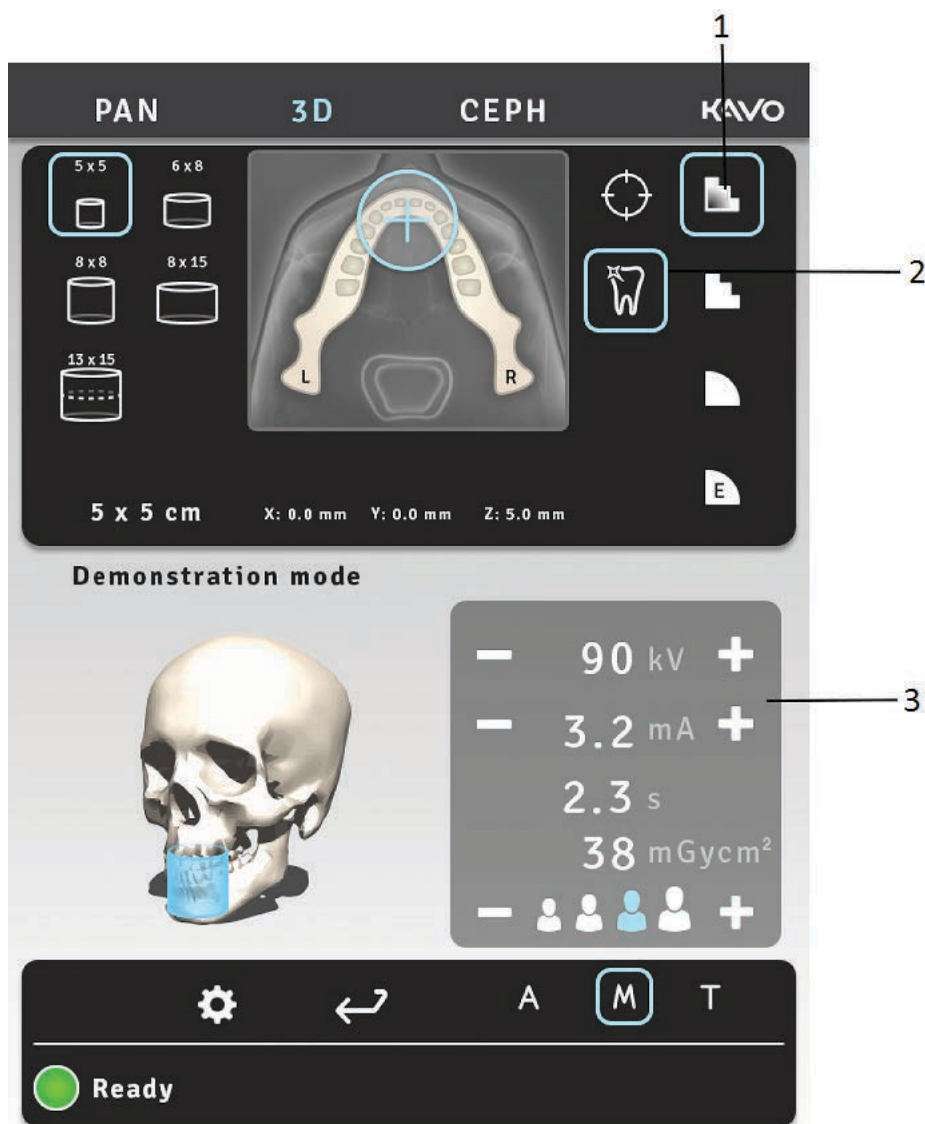 1
PAN 3D CEPH KAVO
5 x 5 6 x 8
2
8 x 8 8 x 15
13 x 15
L R
E
5 x 5 cm X: 0.0 mm Y: 0.0 mm Z: 5.0 mm
Demonstration mode
90 kV
3
3.2 mA
2.3 s
38 mGycm²
A M T
Ready